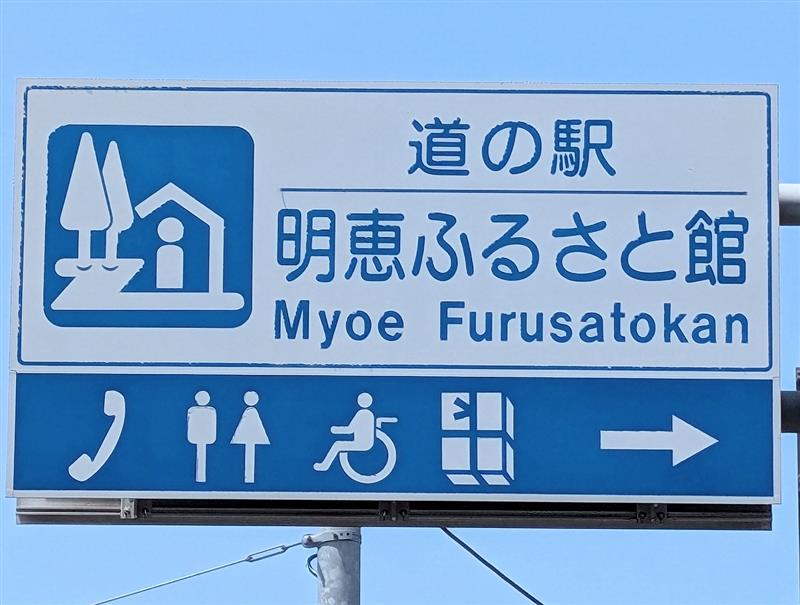 道の駅
明恵ふるさと館
Myoe Furusatokan